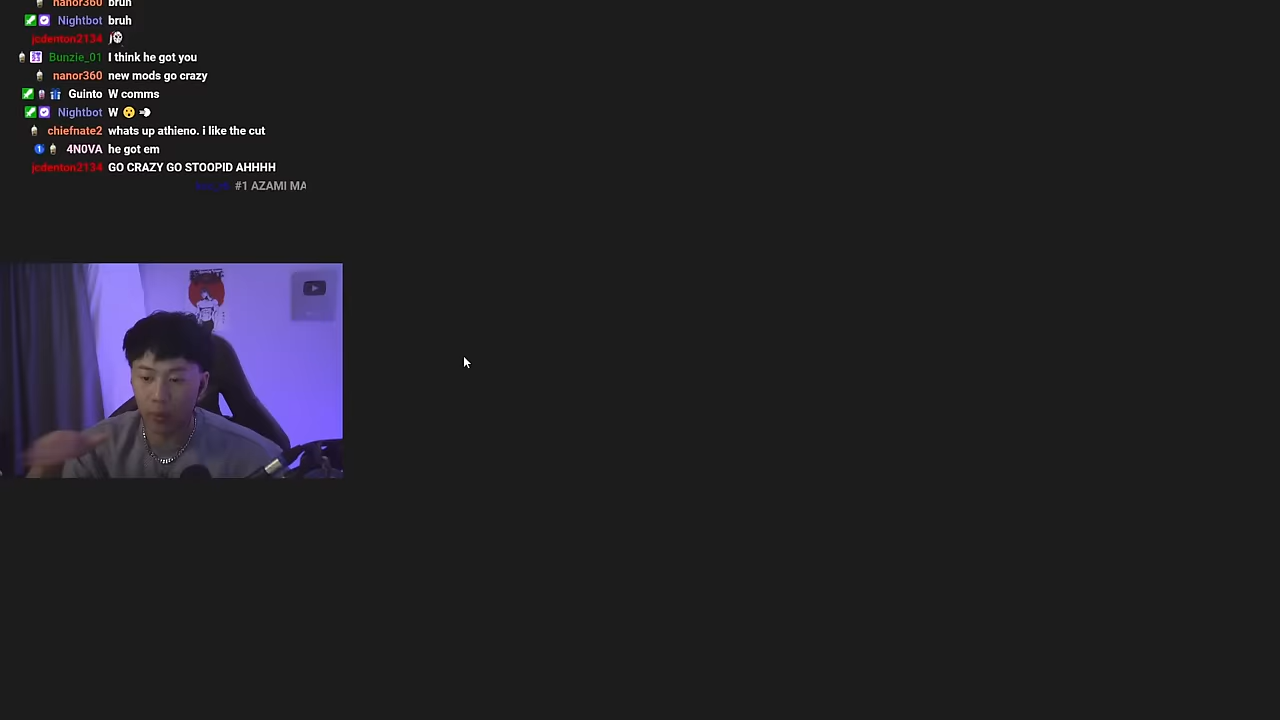 nanor360 bruh
Nightbot bruh
jcdenton2134
Bunzie_01 I think he got you
nanor360 new mods go crazy
Guinto W comms
Nightbot W
chiefnate2 whats up athieno. i like the cut
4N0VA he got em
jcdenton2134 GO CRAZY GO STOOPID AHHHH
#1 AZAMI MA